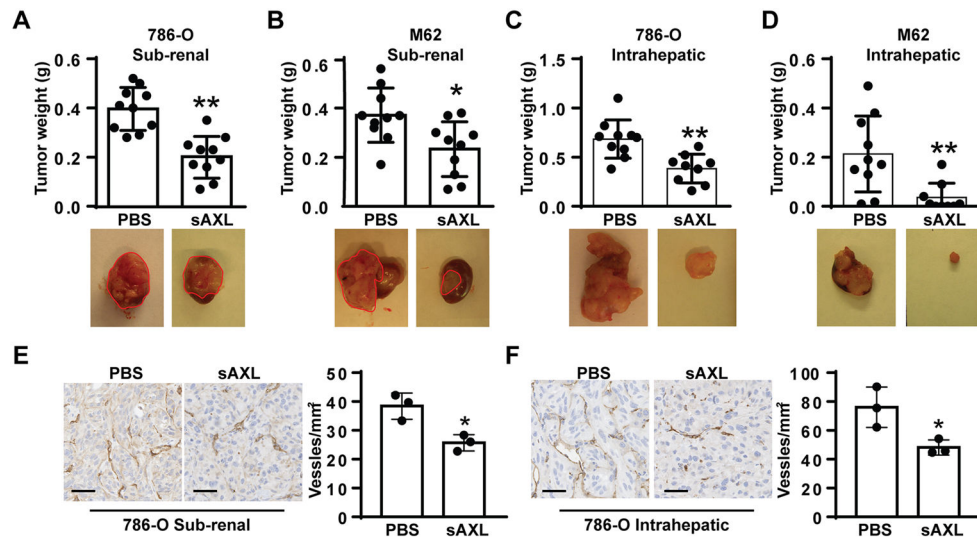 A
786-O
Sub-renal
Tumor weight (g)
0.6
0.4
0.2
0.0
**
PBS
sAXL
B
M62
Sub-renal
Tumor weight (g)
0.6
0.4
0.2
0.0
*
PBS
sAXL
C
786-O
Intrahepatic
Tumor weight (g)
1.5
1.0
0.5
0.0
**
PBS
sAXL
D
M62
Intrahepatic
Tumor weight (g)
0.6
0.4
0.2
0.0
**
PBS
sAXL
E
PBS
sAXL
786-O Sub-renal
Vessles/mm²
50
40
30
20
10
0
*
PBS
sAXL
F
PBS
sAXL
786-O Intrahepatic
Vessles/mm²
100
80
60
40
20
0
*
PBS
sAXL